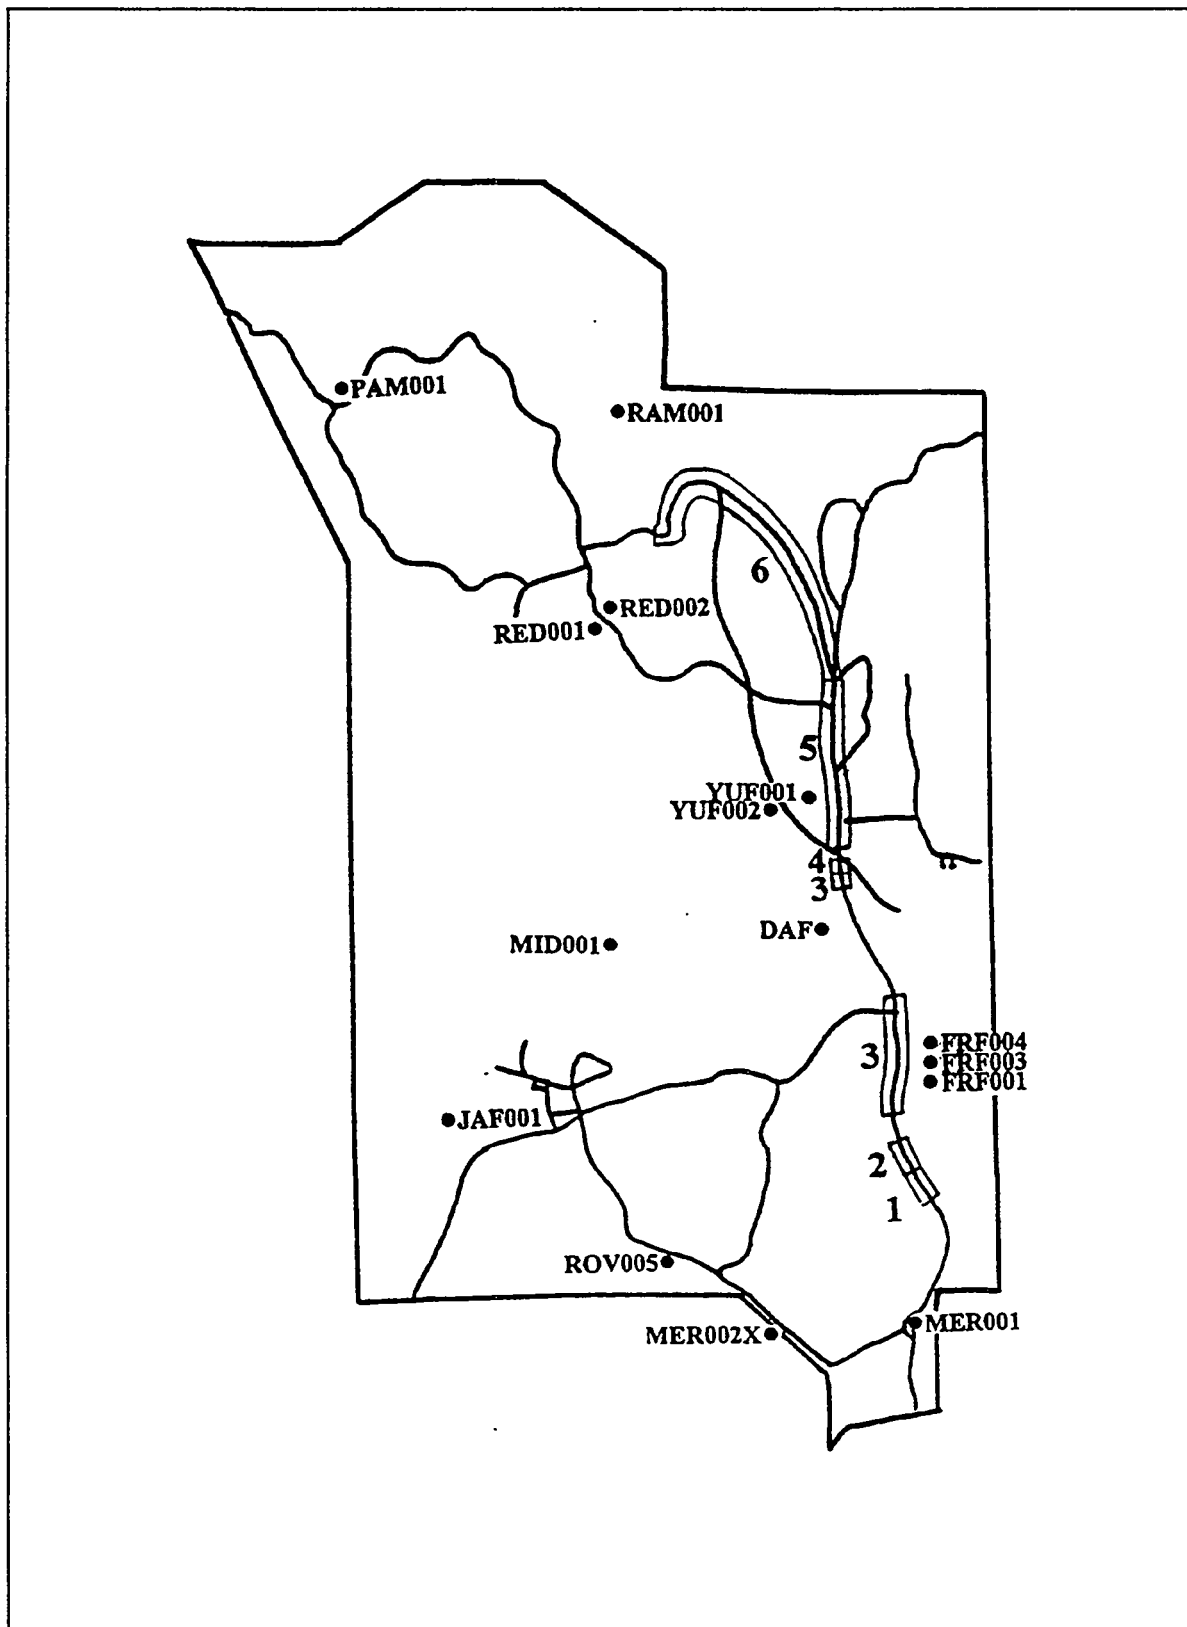 PAM001
RAM001
6
RED002
RED001
5
YUF001
YUF002
4
3
DAF
MID001
FRF004
3
FRF003
FRF001
JAF001
2
1
ROV005
MER001
MER002X